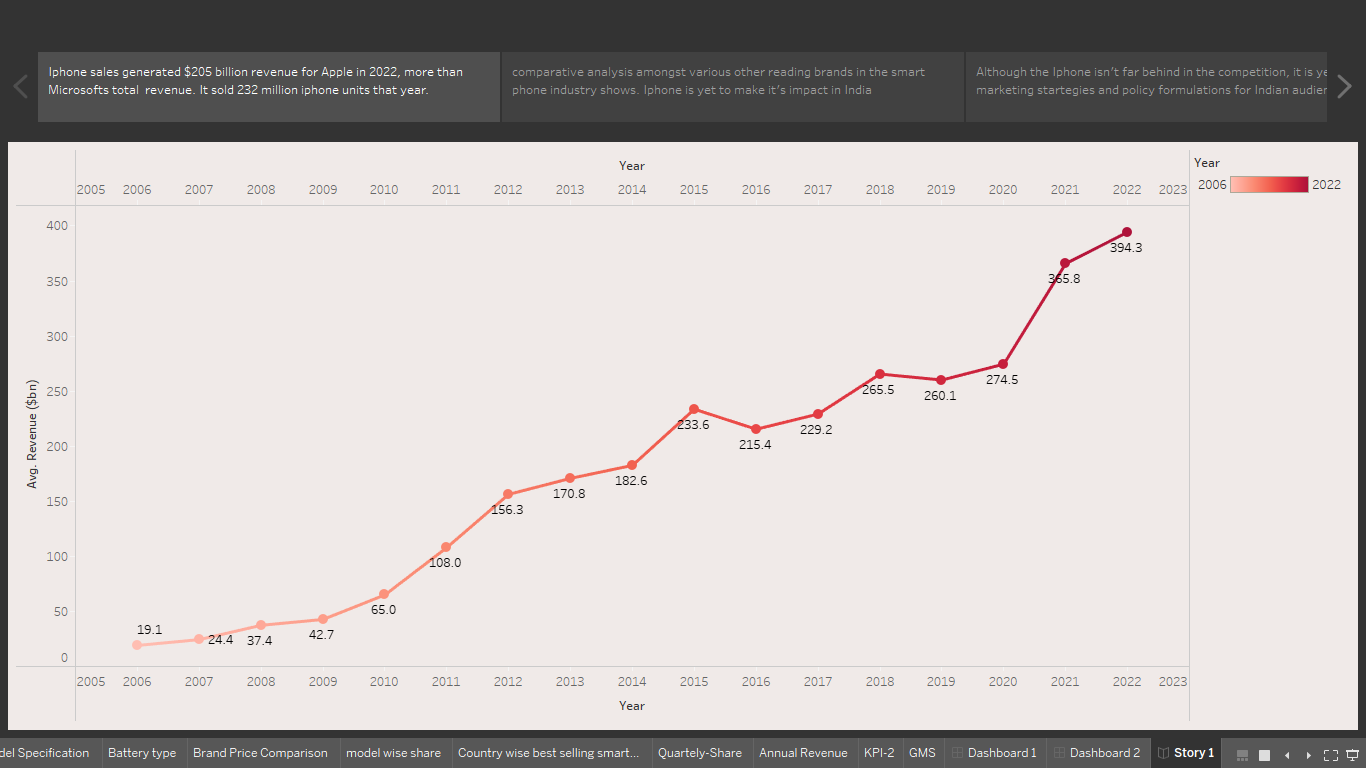 Iphone sales generated $205 billion revenue for Apple in 2022, more than
Microsofts total  revenue. It sold 232 million iphone units that year.
comparative analysis amongst various other reading brands in the smart
phone industry shows. Iphone is yet to make it's impact in India
Although the Iphone isn't far behind in the competition, it is
marketing startegies and policy formulations for Indian
Year
2005 2006 2007 2008 2009 2010 2011 2012 2013 2014 2015 2016 2017 2018 2019 2020 2021 2022 2023
Year
2006 2022
Avg. Revenue ($bn)
400
350
300
250
200
150
100
50
0
19.1
24.4
37.4
42.7
65.0
108.0
156.3
170.8
182.6
233.6
215.4
229.2
265.5
260.1
274.5
365.8
394.3
2005 2006 2007 2008 2009 2010 2011 2012 2013 2014 2015 2016 2017 2018 2019 2020 2021 2022 2023
Year
Specification Battery type Brand Price Comparison model wise share Country wise best selling smart... Quartely-Share Annual Revenue KPI-2 GMS Dashboard 1 Dashboard 2 Story 1